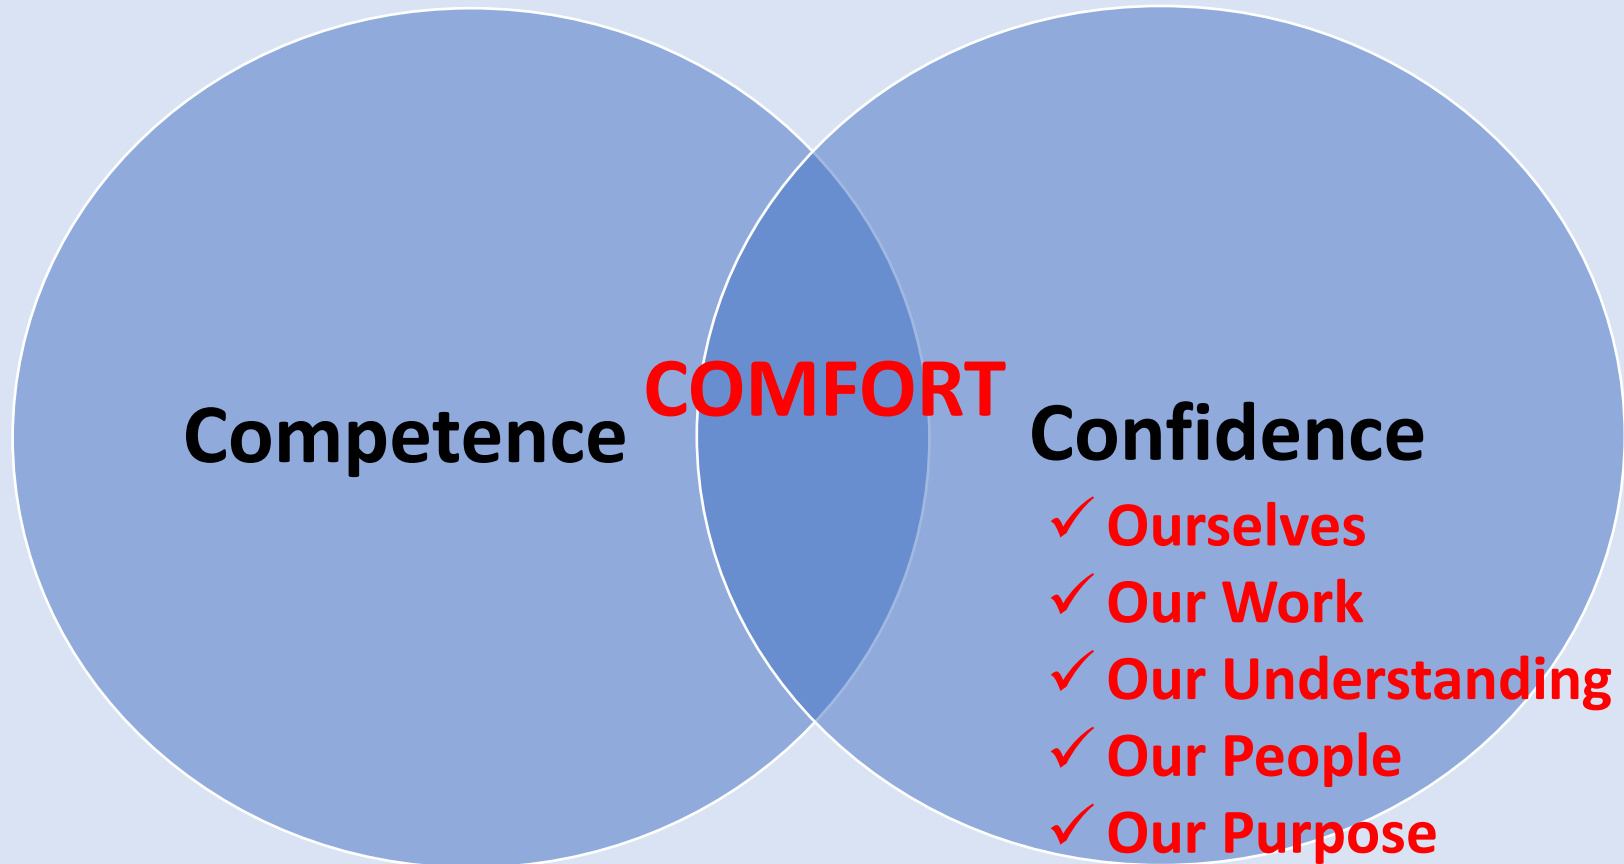 COMFORT
Competence
Confidence
✓ Ourselves
✓ Our Work
✓ Our Understanding
✓ Our People
✓ Our Purpose